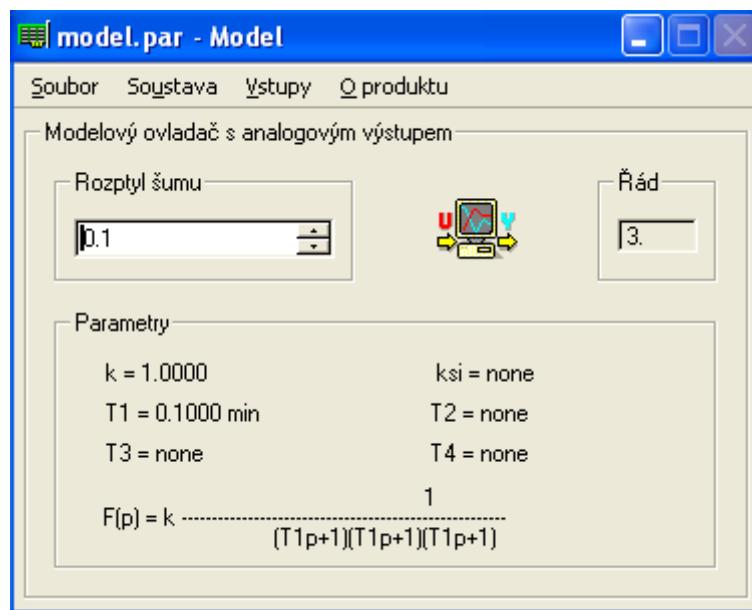 model.par - Model
Soubor Soustava Vstupy O produktu
Modelový ovladač s analogovým výstupem
Rozptyl šumu
0.1
U Y
Řád
3.
Parametry
k = 1.0000 ksi = none
T1 = 0.1000 min T2 = none
T3 = none T4 = none
1
F(p) = k ------------------------------------------------------
(T1p+1)(T1p+1)(T1p+1)